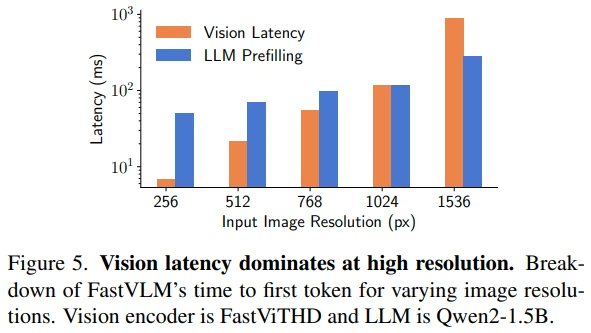 10³
Vision Latency
LLM Prefilling
10²
10¹
Latency (ms)
256 512 768 1024 1536
Input Image Resolution (px)
Figure 5. Vision latency dominates at high resolution. Break-
down of FastVLM's time to first token for varying image resolu-
tions. Vision encoder is FastViTHD and LLM is Qwen2-1.5B.